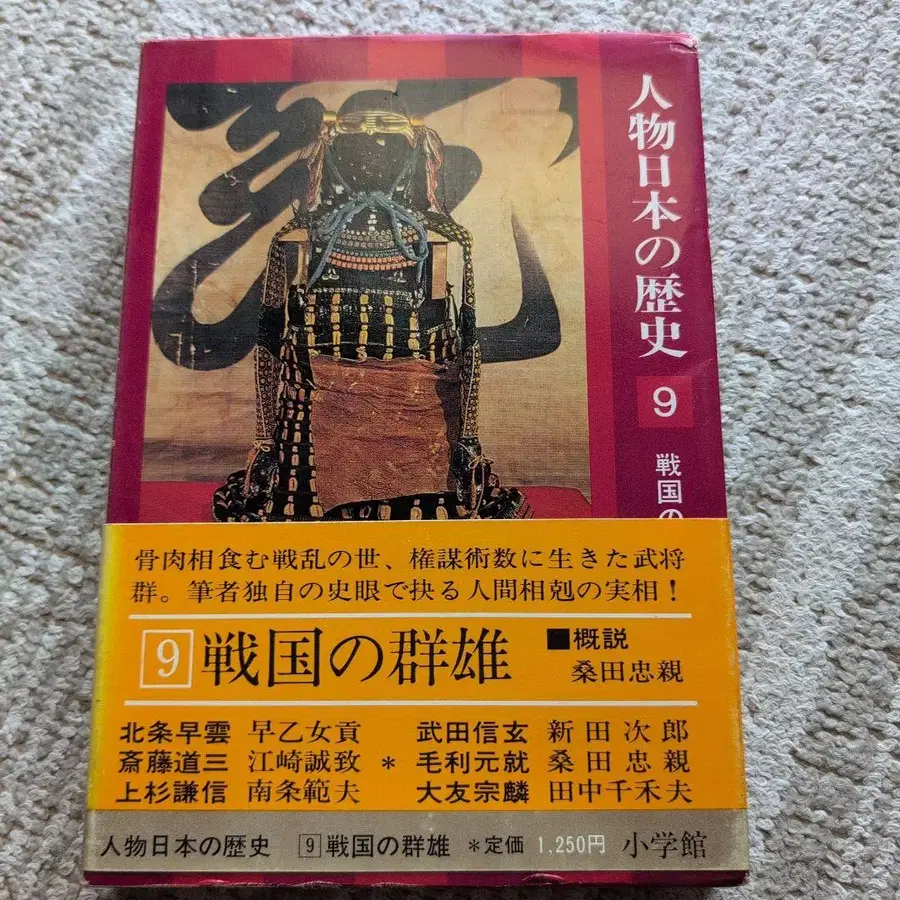 人物日本の歴史 9 戦国の
骨肉相食む戦乱の世、権謀術数に生きた武将
群。筆者独自の史眼で抉る人間相剋の実相!
9 戦国の群雄 ■概説
桑田忠親
北条早雲 早乙女貢 武田信玄 新田次郎
斎藤道三 江崎誠致 * 毛利元就 桑田忠親
上杉謙信 南条範夫 大友宗麟 田中千禾夫
人物日本の歴史 9 戦国の群雄 *定価 1,250円 小学館